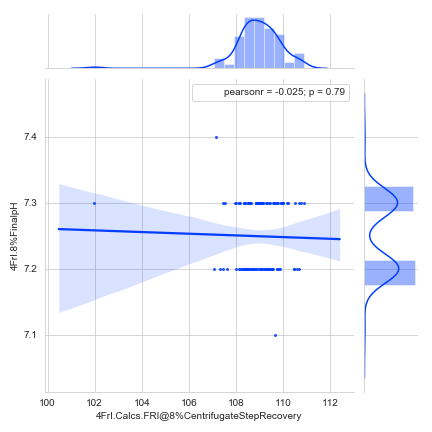 pearsonr = -0.025; p = 0.79
7.4
7.3
7.2
7.1
4FrI.8%FinalpH
100 102 104 106 108 110 112
4FrI.Calcs.FRI@8%CentrifugateStepRecovery